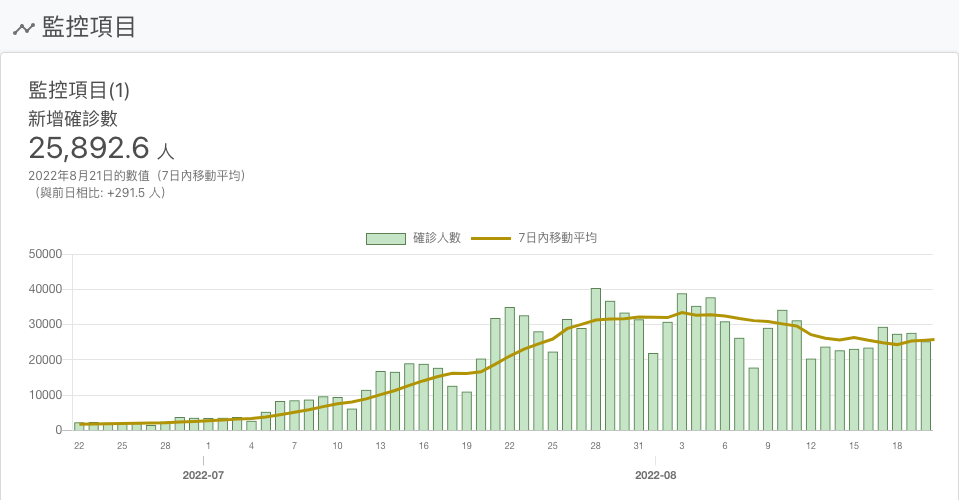 監控項目
監控項目(1)
新增確診數
25,892.6 人
2022年8月21日的數值（7日內移動平均）
（與前日相比: +291.5 人）
確診人數 7日內移動平均
50000
40000
30000
20000
10000
0
22 25 28 1 4 7 10 13 16 19 22 25 28 31 3 6 9 12 15 18
2022-07 2022-08